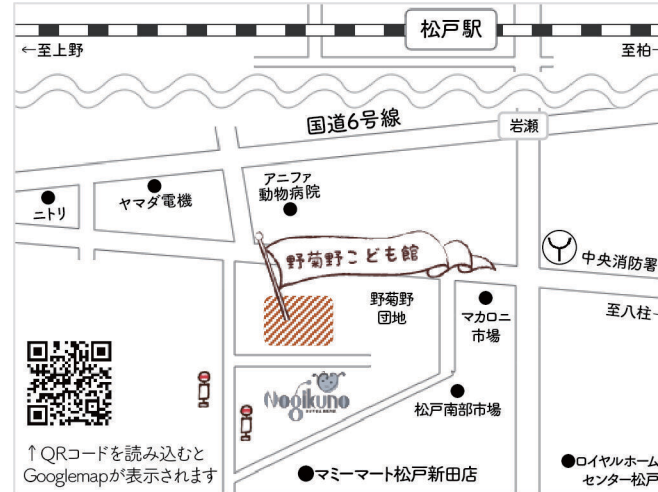 松戸駅
←至上野
至柏
国道6号線
岩瀬
アニファ
動物病院
ニトリ
ヤマダ電機
野菊野こども館
中央消防署
野菊野
団地
マカロニ
市場
至八柱
Nogikuno
松戸南部市場
↑QRコードを読み込むと
Googlemapが表示されます
マミーマート松戸新田店
ロイヤルホーム
センター松戸